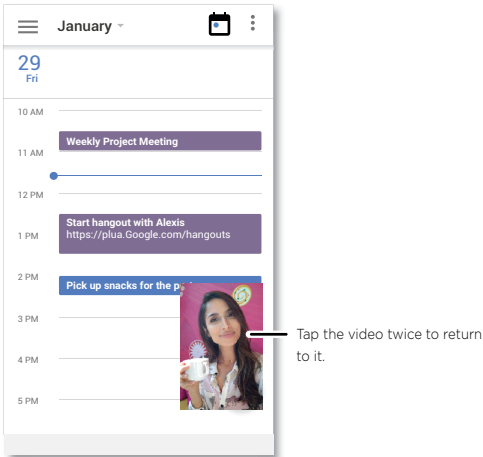 January
29
Fri
10 AM
Weekly Project Meeting
11 AM
12 PM
Start hangout with Alexis
https://plua.Google.com/hangouts
1 PM
2 PM
Pick up snacks for the
3 PM
Tap the video twice to return
to it.
4 PM
5 PM